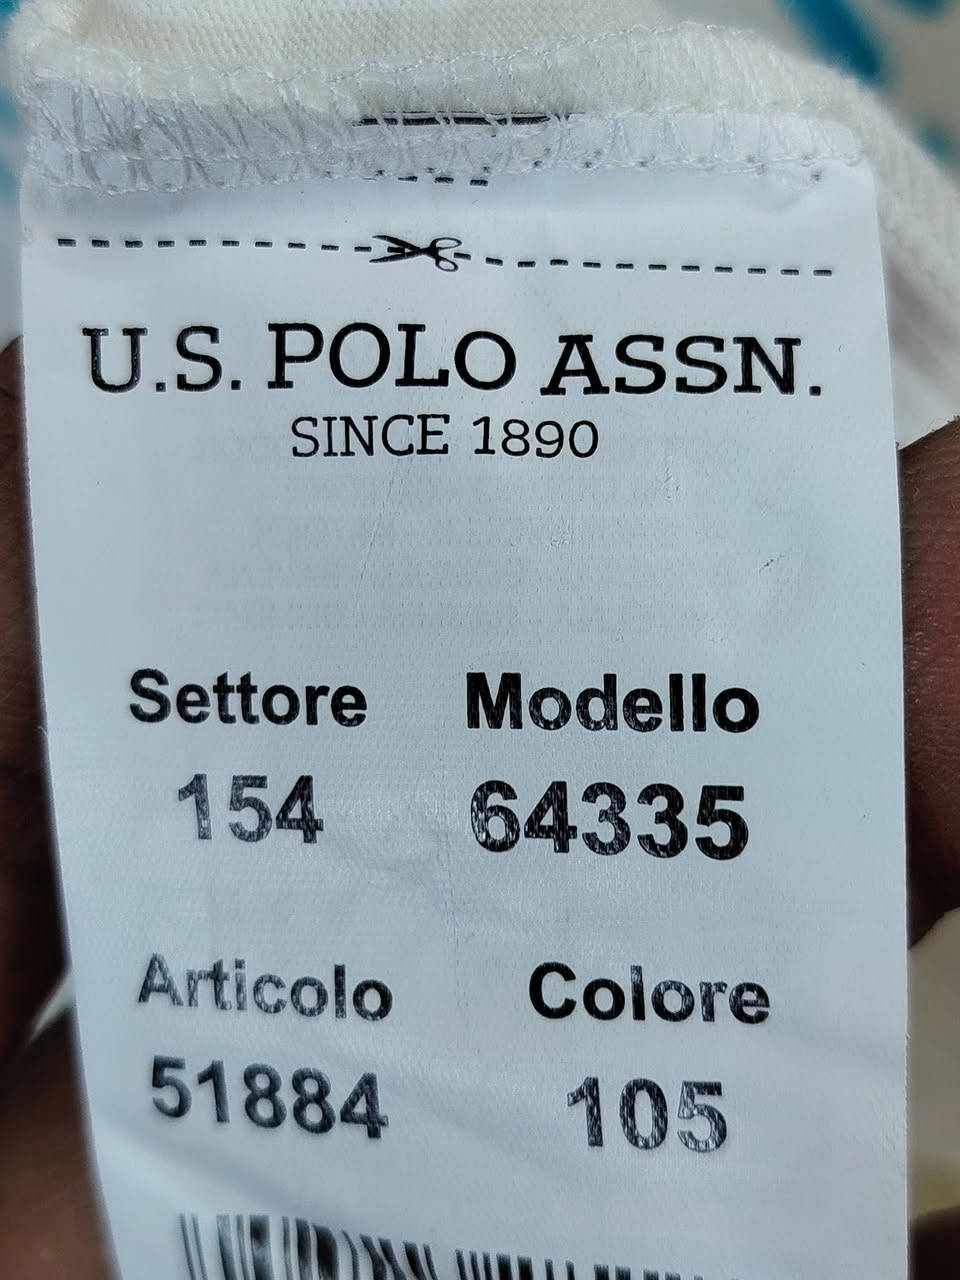 U.S. POLO ASSN.
SINCE 1890
Settore Modello
154 64335
Articolo Colore
51884 105